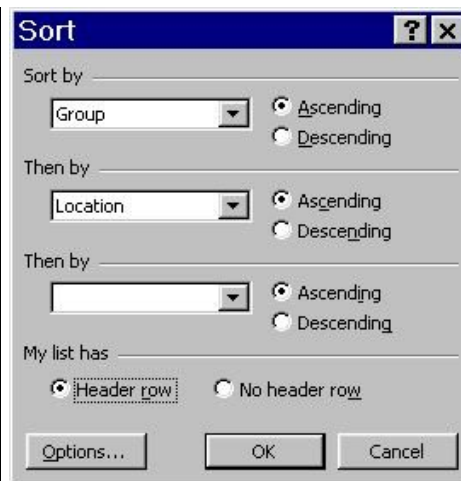 Sort
Sort by
Group
Ascending
Descending
Then by
Location
Ascending
Descending
Then by
Ascending
Descending
My list has
Header row
No header row
Options...
OK
Cancel